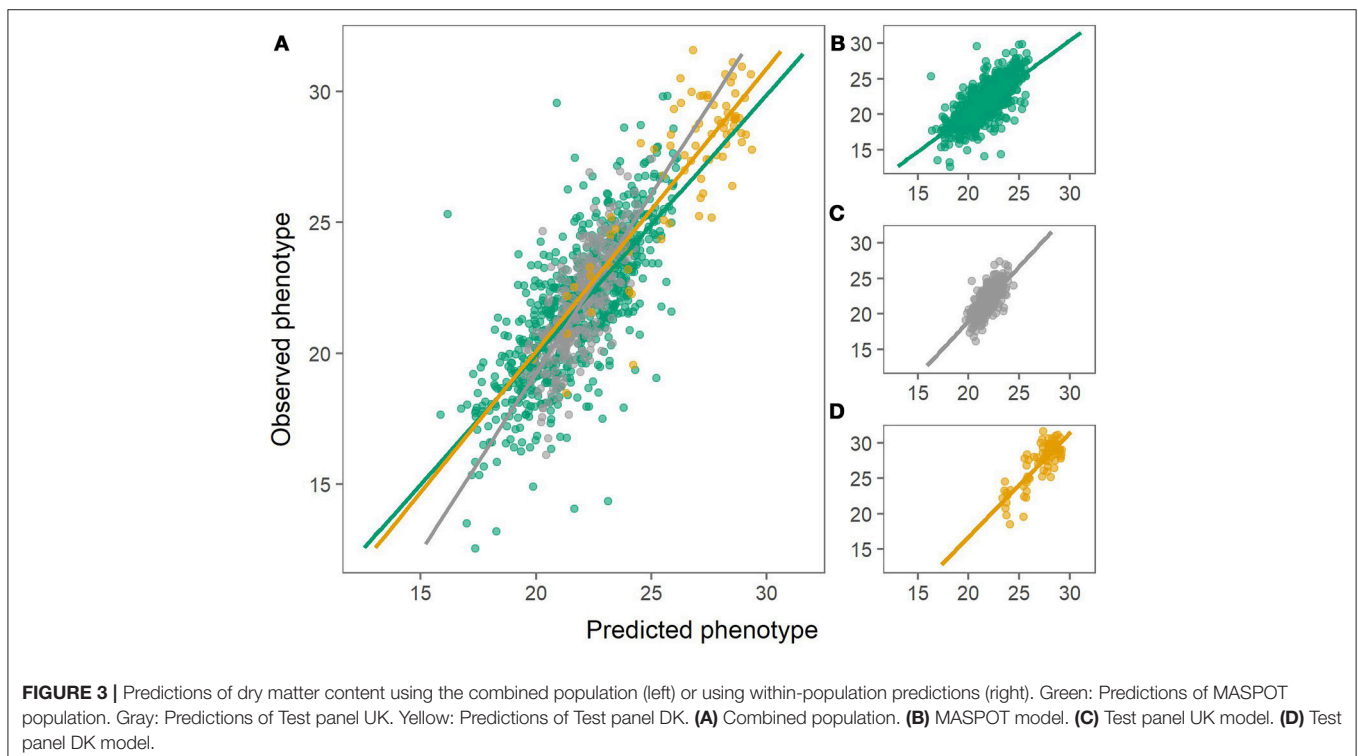 A
Observed phenotype
30
25
20
15
15 20 25 30
Predicted phenotype
B
30
25
20
15
15 20 25 30
C
30
25
20
15
15 20 25 30
D
30
25
20
15
15 20 25 30
FIGURE 3 | Predictions of dry matter content using the combined population (left) or using within-population predictions (right). Green: Predictions of MASPOT
population. Gray: Predictions of Test panel UK. Yellow: Predictions of Test panel DK. (A) Combined population. (B) MASPOT model. (C) Test panel UK model. (D) Test
panel DK model.